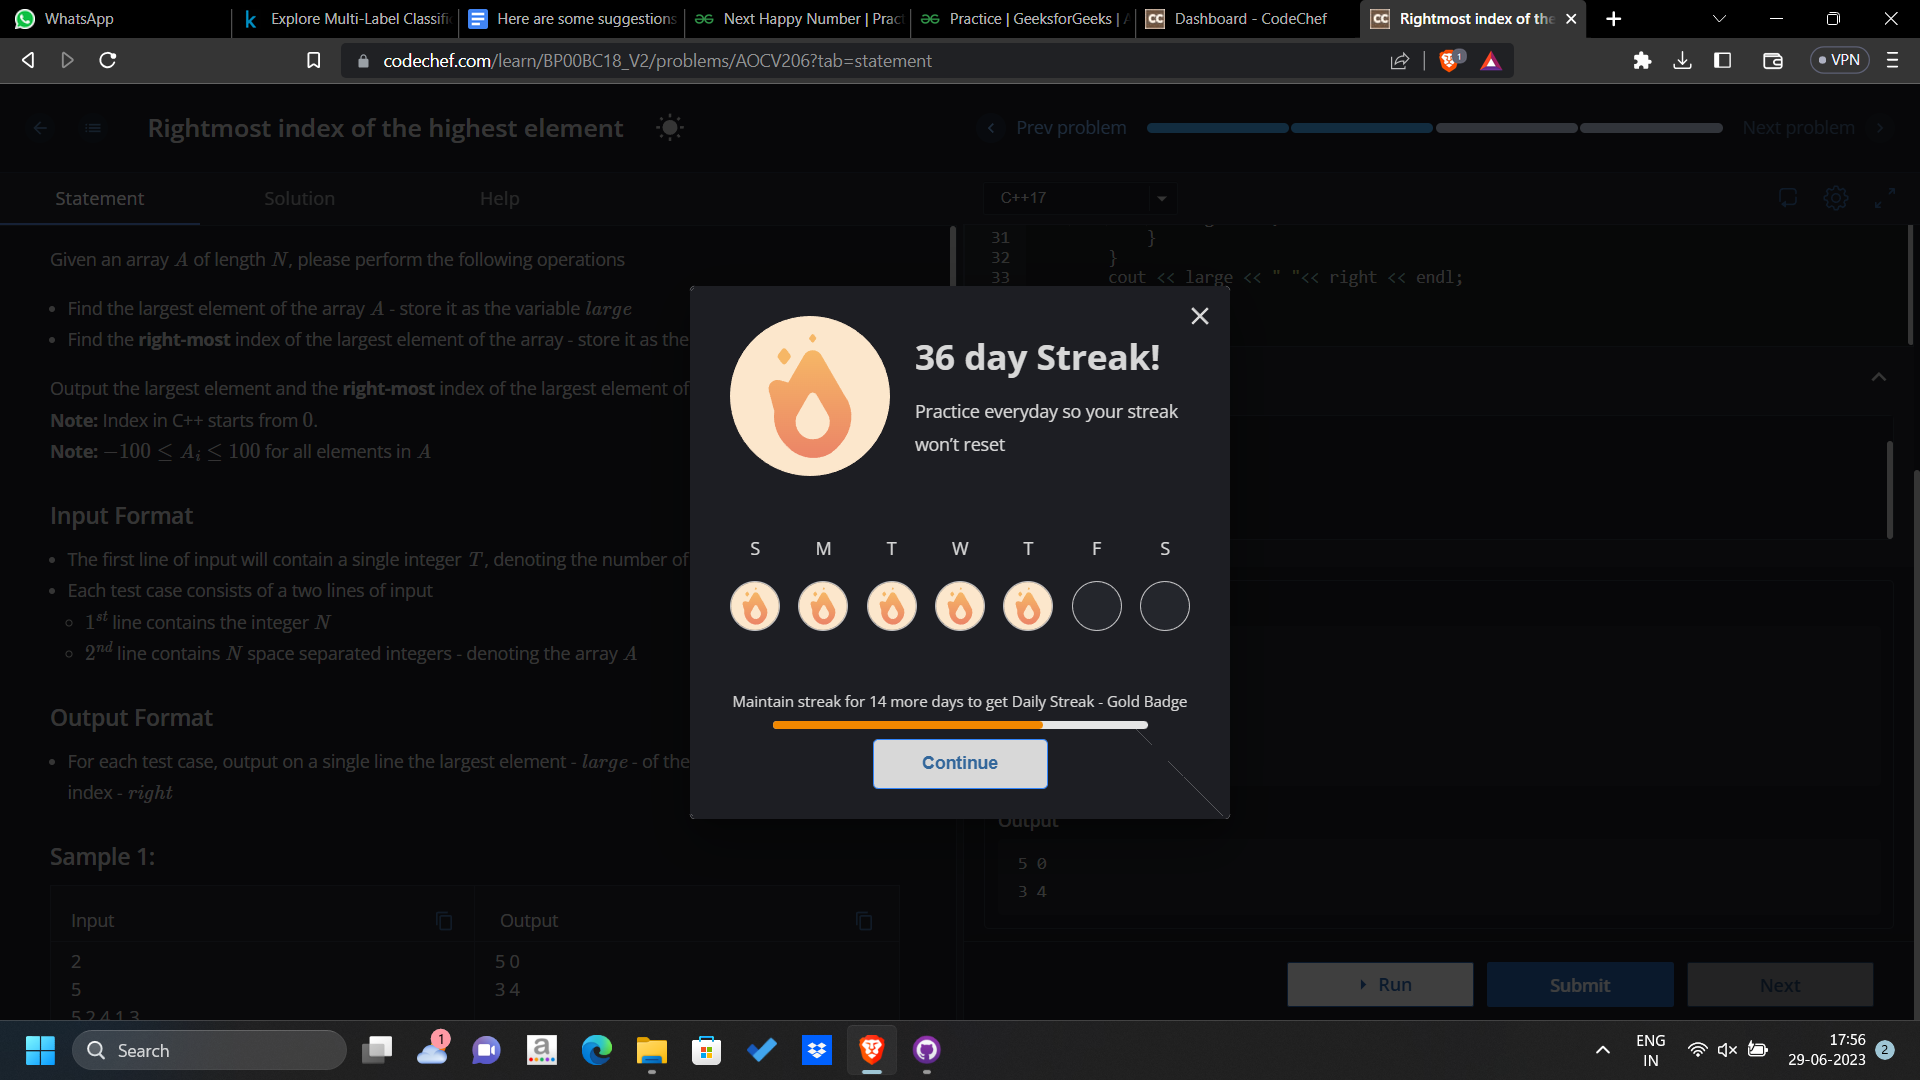 WhatsApp
k Explore Multi-Label Classifi
Here are some suggestions
Next Happy Number | Pract
Practice | GeeksforGeeks | A
CC Dashboard - CodeChef
CC Rightmost index of the
codechef.com/learn/BP00BC18_V2/problems/AOCV206?tab=statement
1
VPN
Rightmost index of the highest element
Prev problem
Next problem
Statement
Solution
Help
C++17
Given an array A of length N, please perform the following operations
• Find the largest element of the array A - store it as the variable large
• Find the right-most index of the largest element of the array - store it as the
Output the largest element and the right-most index of the largest element of
Note: Index in C++ starts from 0.
Note: −100 ≤ Aᵢ ≤ 100 for all elements in A
Input Format
• The first line of input will contain a single integer T, denoting the number of
• Each test case consists of a two lines of input
1st line contains the integer N
2nd line contains N space separated integers - denoting the array A
Output Format
• For each test case, output on a single line the largest element - large - of the
index - right
Sample 1:
Input
Output
2
5 0
5
3 4
5 2 4 1 3
31 }
32 }
33 cout << large << " "<< right << endl;
36 day Streak!
Practice everyday so your streak
won't reset
S M T W T F S
Maintain streak for 14 more days to get Daily Streak - Gold Badge
Continue
Output
5 0
3 4
Run
Submit
Next
Search
1
a
ENG
IN
17:56
29-06-2023
2